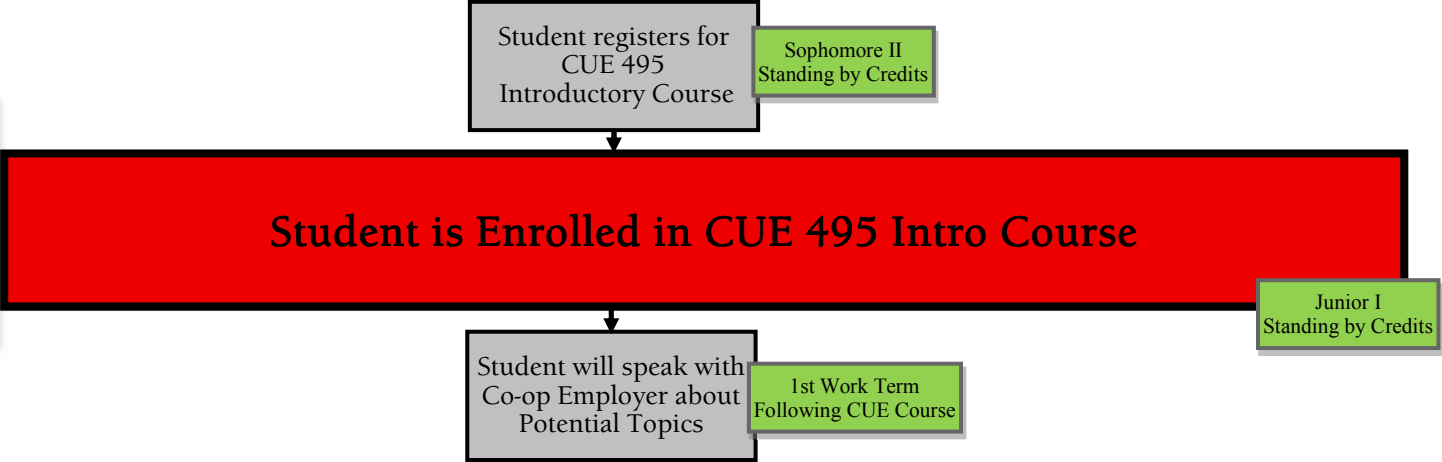 Student registers for
CUE 495
Introductory Course
Sophomore II
Standing by Credits
Student is Enrolled in CUE 495 Intro Course
Junior I
Standing by Credits
Student will speak with
Co-op Employer about
Potential Topics
1st Work Term
Following CUE Course